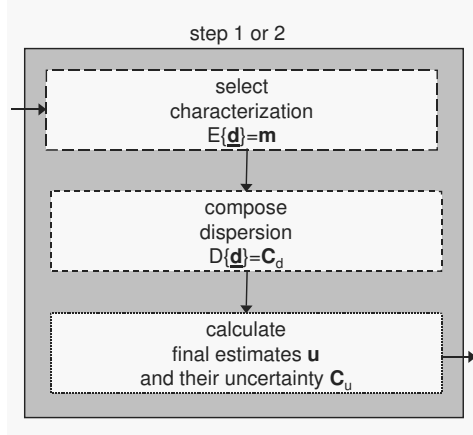 step 1 or 2
select
characterization
E{d}=m
compose
dispersion
D{d}=Cd
calculate
final estimates u
and their uncertainty Cu